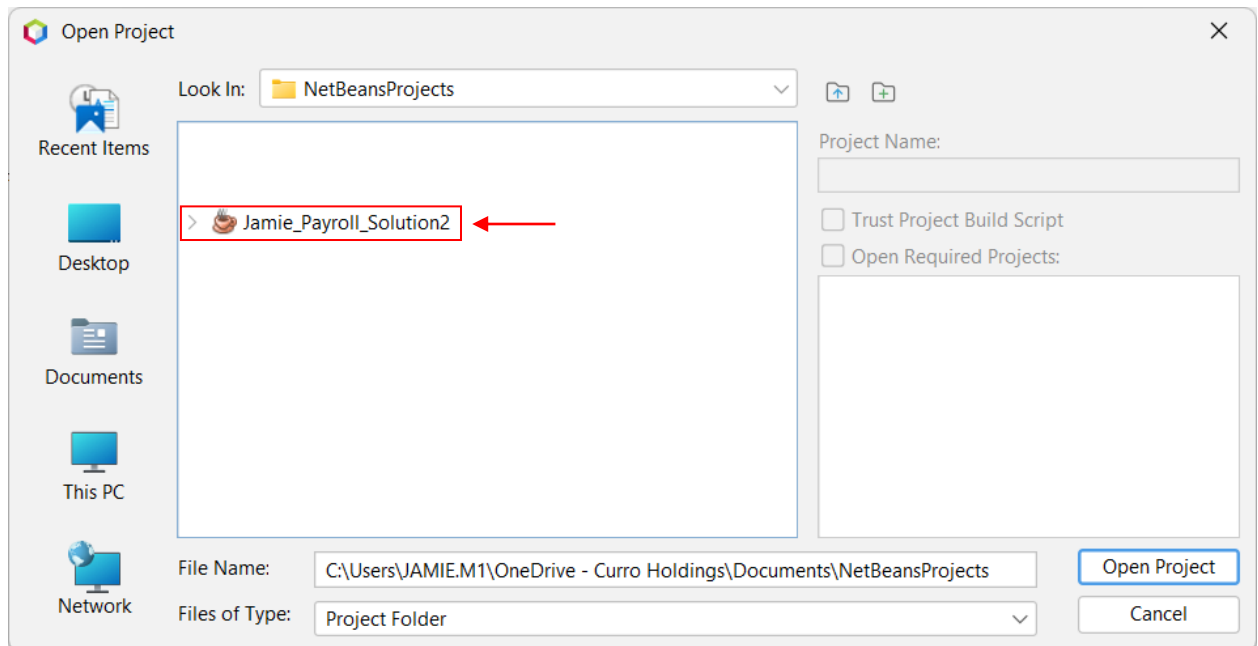 Open Project
Look In:
NetBeansProjects
Recent Items
Desktop
Documents
This PC
Network
Jamie_Payroll_Solution2
Project Name:
Trust Project Build Script
Open Required Projects:
File Name:
C:\Users\JAMIE.M1\OneDrive - Curro Holdings\Documents\NetBeansProjects
Open Project
Files of Type:
Project Folder
Cancel